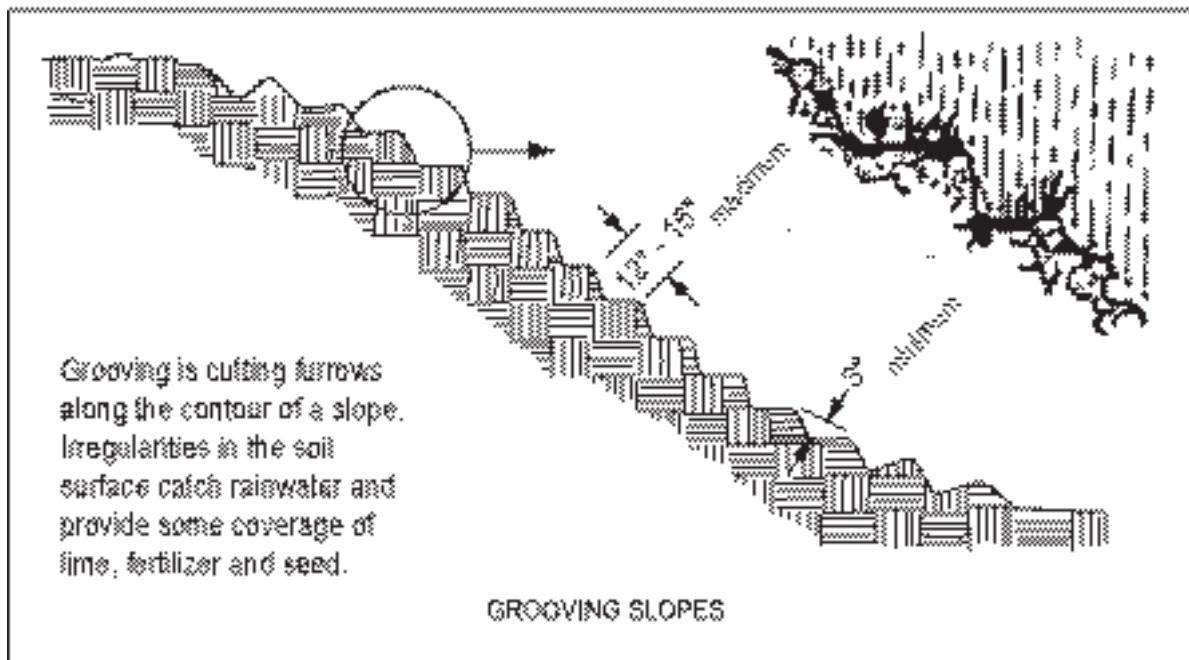 12" - 15" maximum
3" minimum
Grooving is cutting furrows
along the contour of a slope.
Irregularities in the soil
surface catch rainwater and
provide some coverage of
lime, fertilizer and seed.
GROOVING SLOPES